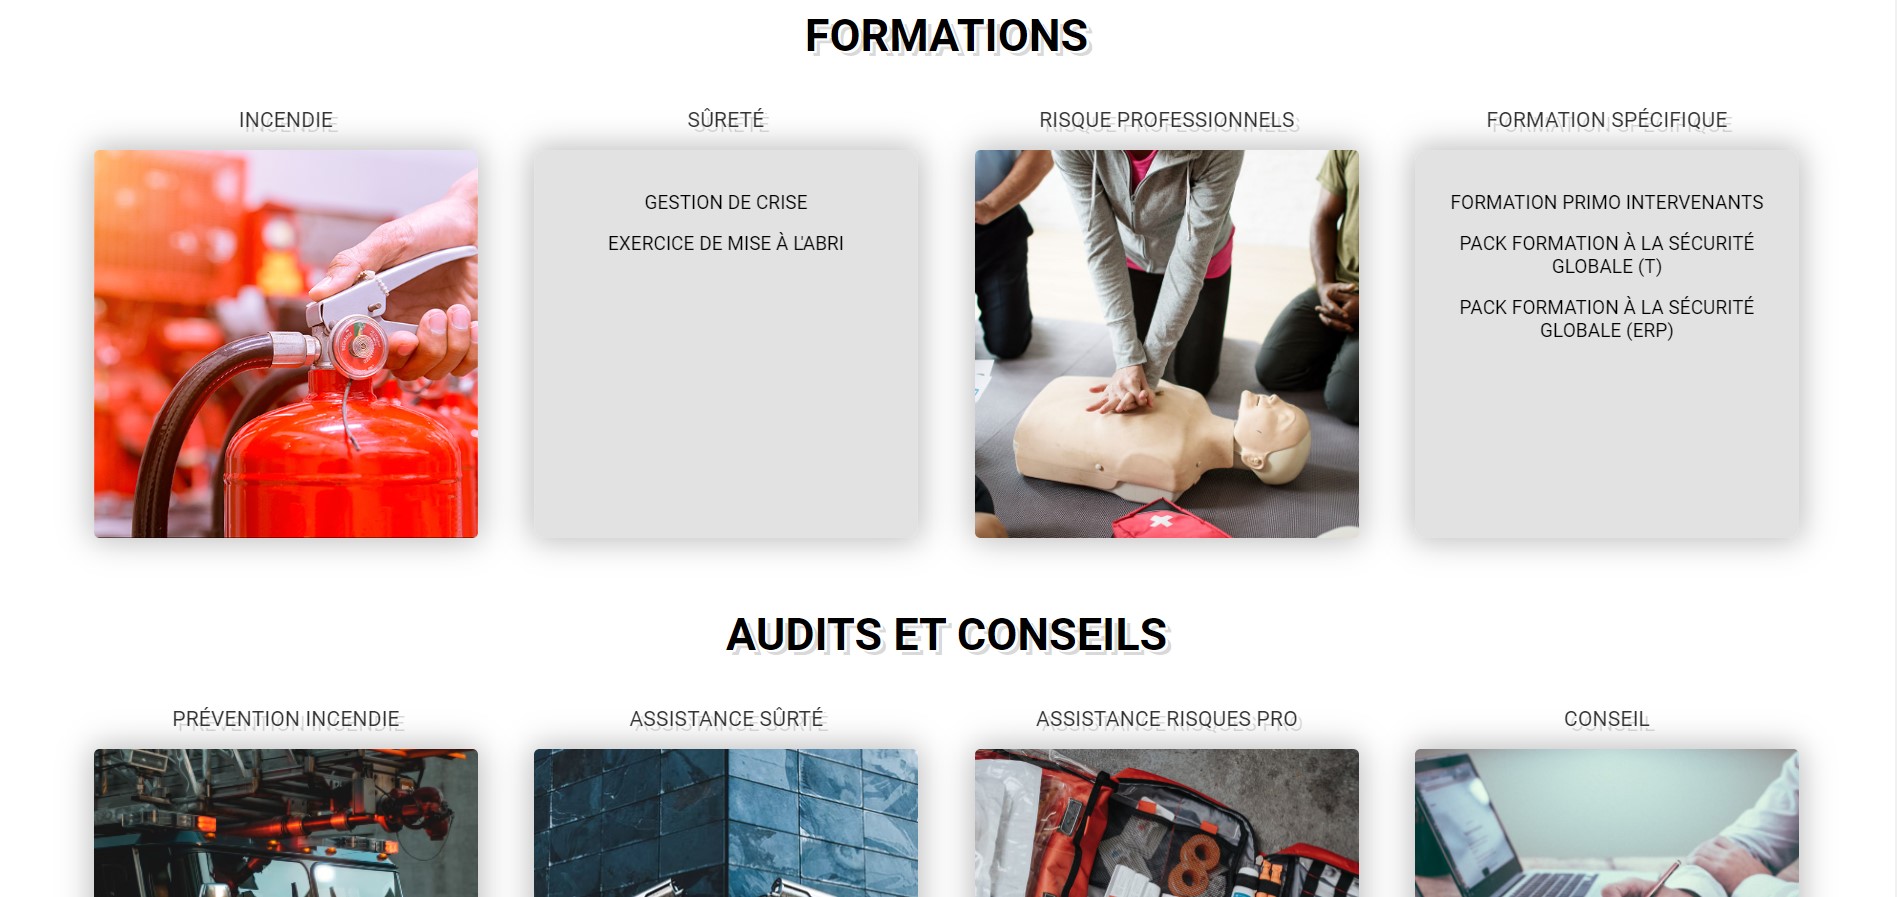 FORMATIONS
INCENDIE
SÛRETÉ
RISQUE PROFESSIONNELS
FORMATION SPÉCIFIQUE
GESTION DE CRISE
EXERCICE DE MISE À L'ABRI
FORMATION PRIMO INTERVENANTS
PACK FORMATION À LA SÉCURITÉ
GLOBALE (T)
PACK FORMATION À LA SÉCURITÉ
GLOBALE (ERP)
AUDITS ET CONSEILS
PRÉVENTION INCENDIE
ASSISTANCE SÛRTÉ
ASSISTANCE RISQUES PRO
CONSEIL